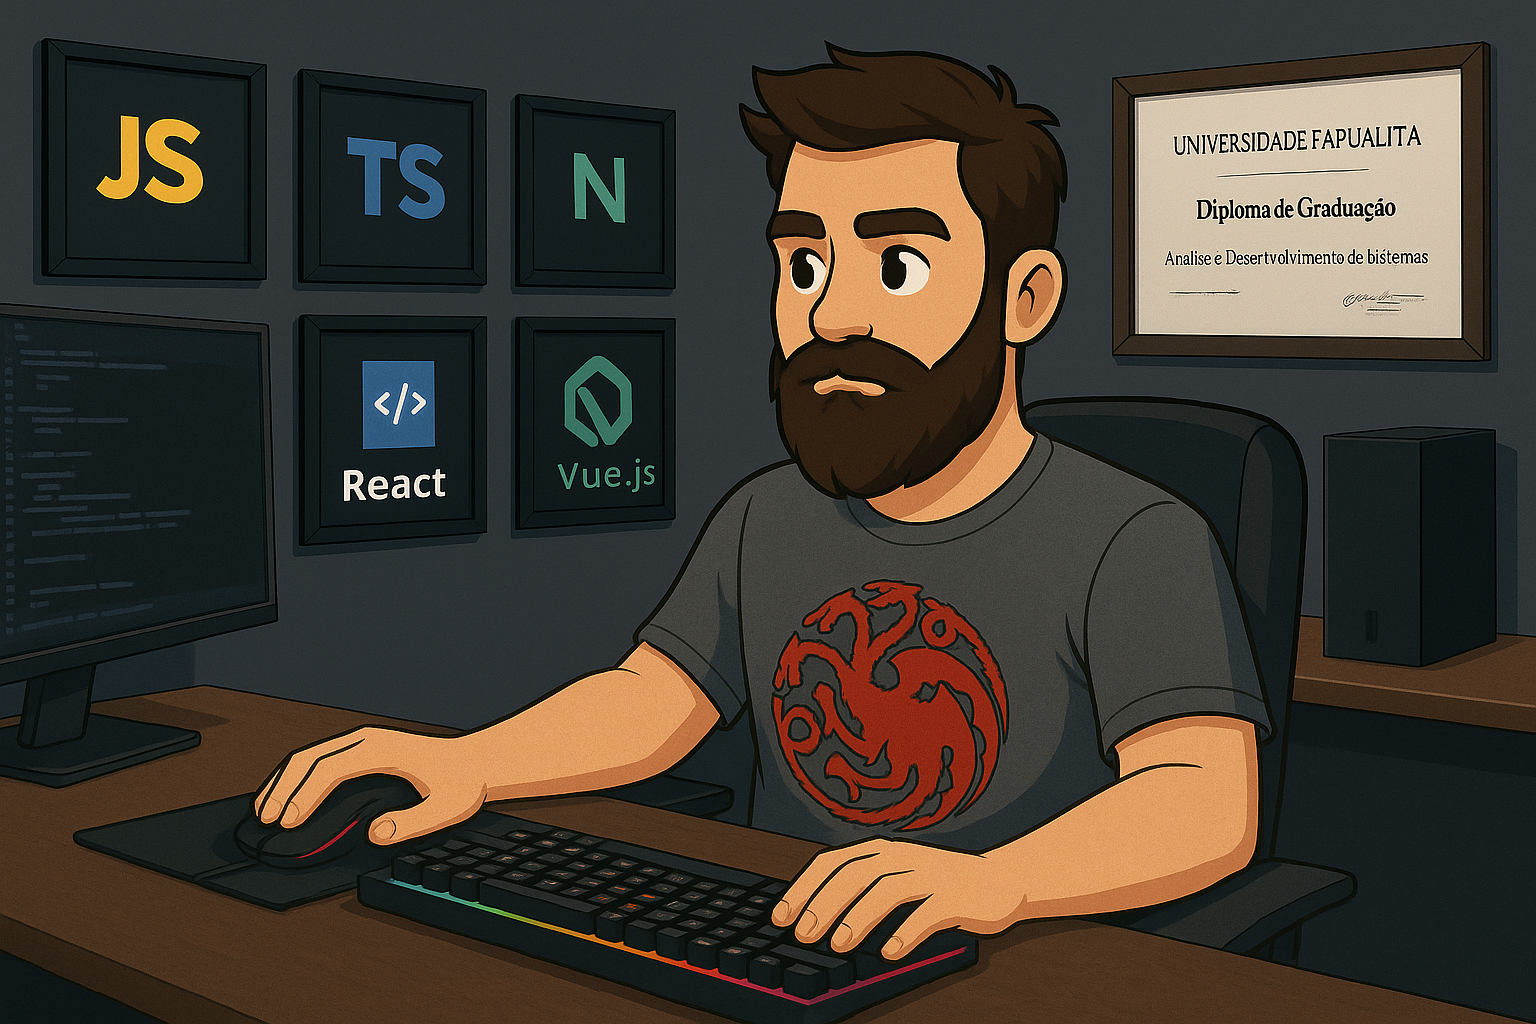 JS
TS
N
</>
React
Vue.js
UNIVERSIDADE FAPUALITA
Diploma de Graduação
Analise e Desertvolvimento de bistemas